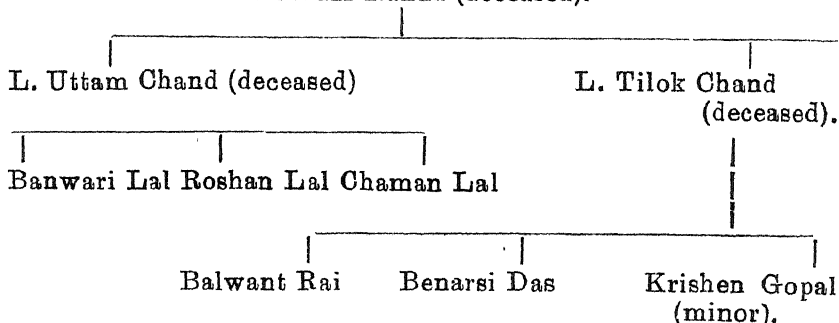 (deceased).
L. Uttam Chand (deceased) L. Tilok Chand
(deceased).
Banwari Lal Roshan Lal Chaman Lal
Balwant Rai Benarsi Das Krishen Gopal
(minor).